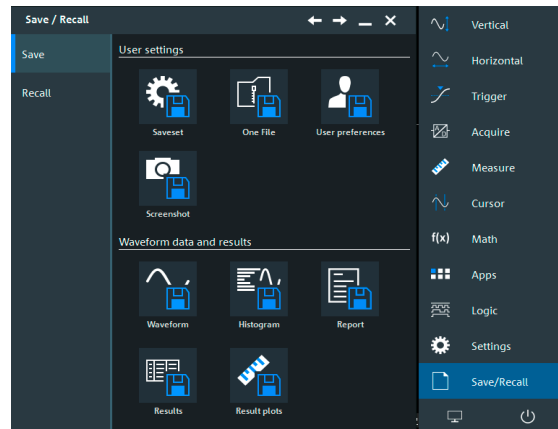 Save / Recall
Save
Recall
User settings
Saveset
One File
User preferences
Screenshot
Waveform data and results
Waveform
Histogram
Report
Results
Result plots
Vertical
Horizontal
Trigger
Acquire
Measure
Cursor
f(x) Math
Apps
Logic
Settings
Save/Recall